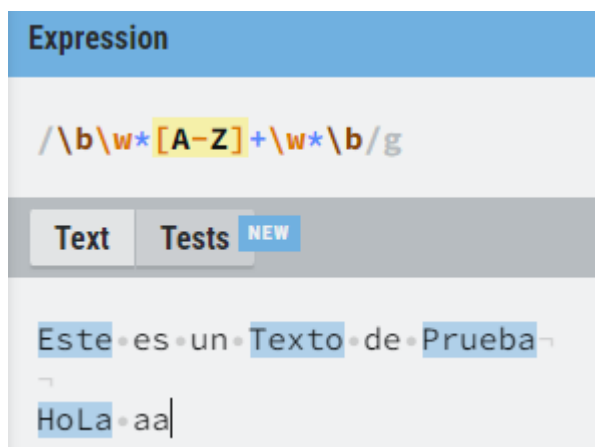 Expression
/\b\w*[A-Z]+\w*\b/g
Text Tests NEW
Este es un Texto de Prueba
HoLa aa